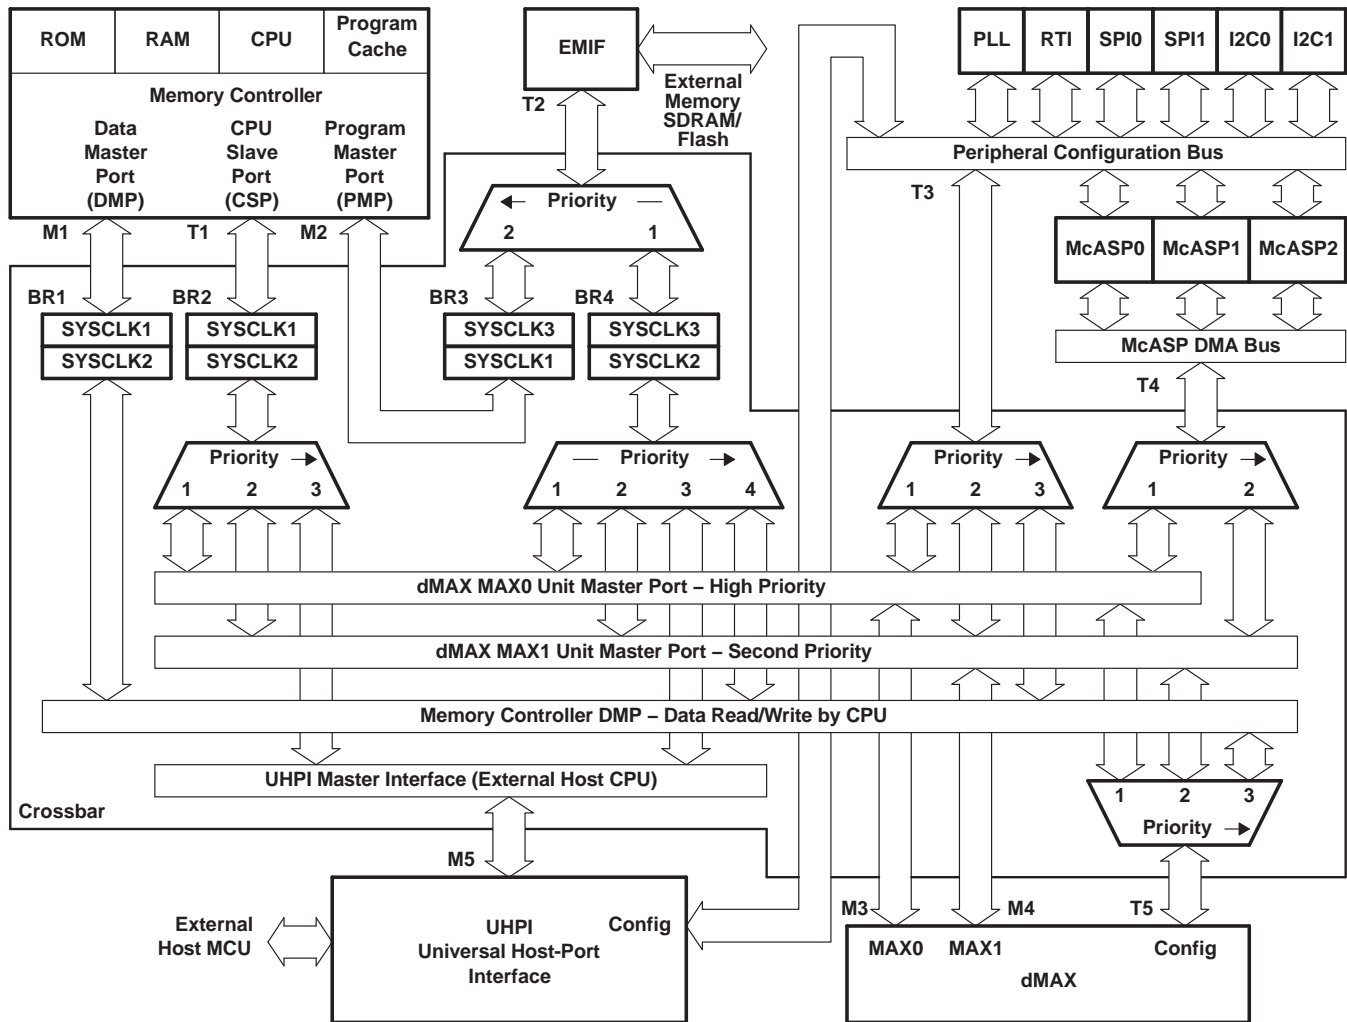 ROM
RAM
CPU
Program
Cache
Memory Controller
Data
Master
Port
(DMP)
CPU
Slave
Port
(CSP)
Program
Master
Port
(PMP)
EMIF
External
Memory
SDRAM/
Flash
T2
PLL
RTI
SPI0
SPI1
I2C0
I2C1
Peripheral Configuration Bus
T3
McASP0
McASP1
McASP2
McASP DMA Bus
T4
M1
T1
M2
Priority
2
1
BR1
BR2
BR3
BR4
SYSCLK1
SYSCLK2
SYSCLK1
SYSCLK2
SYSCLK3
SYSCLK1
SYSCLK3
SYSCLK2
Priority
1
2
3
Priority
1
2
3
4
Priority
1
2
3
Priority
1
2
dMAX MAX0 Unit Master Port – High Priority
dMAX MAX1 Unit Master Port – Second Priority
Memory Controller DMP – Data Read/Write by CPU
UHPI Master Interface (External Host CPU)
1
2
3
Priority
Crossbar
M5
M3
M4
T5
External
Host MCU
UHPI
Universal Host-Port
Interface
Config
MAX0
MAX1
Config
dMAX